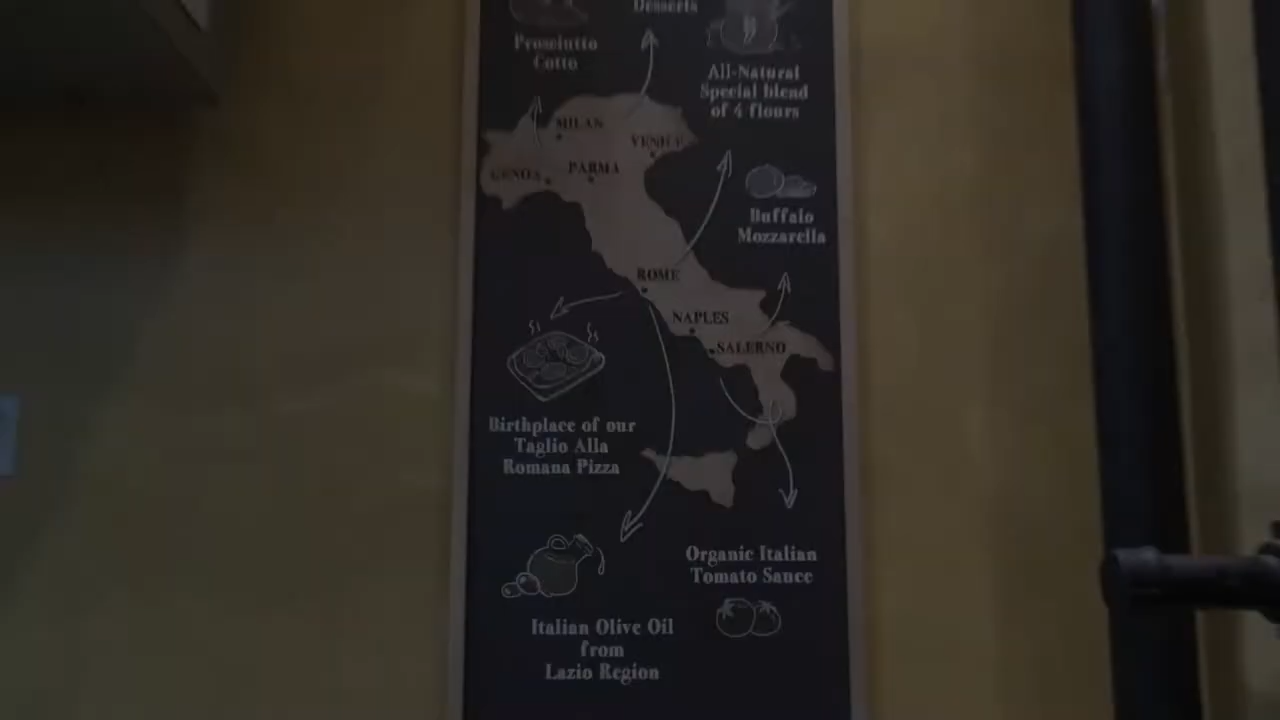 Desserts
Prosciutto
Cotto
All-Natural
Special blend
of 4 flours
MILAN
VENICE
GENOA
PARMA
Buffalo
Mozzarella
ROME
NAPLES
SALERNO
Birthplace of our
Taglio Alla
Romana Pizza
Organic Italian
Tomato Sauce
Italian Olive Oil
from
Lazio Region